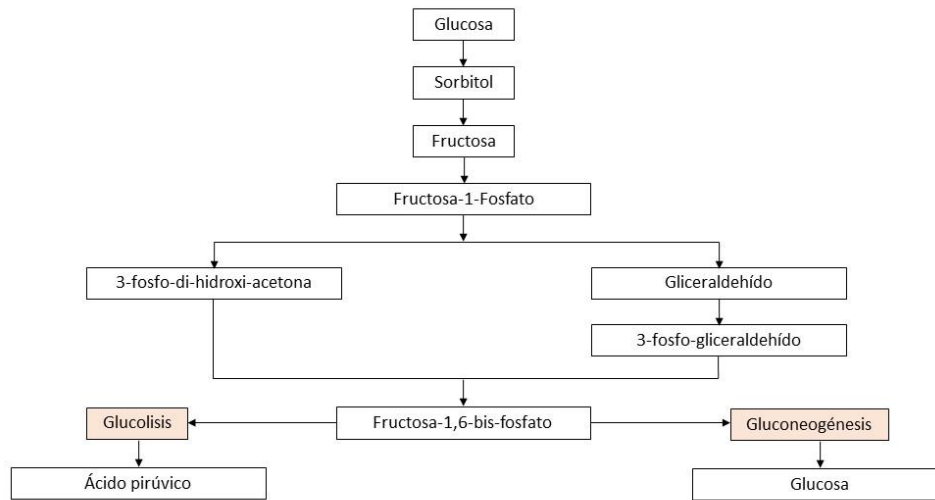 Glucosa
Sorbitol
Fructosa
Fructosa-1-Fosfato
3-fosfo-di-hidroxi-acetona
Gliceraldehído
3-fosfo-gliceraldehído
Glucolisis
Fructosa-1,6-bis-fosfato
Gluconeogénesis
Ácido pirúvico
Glucosa